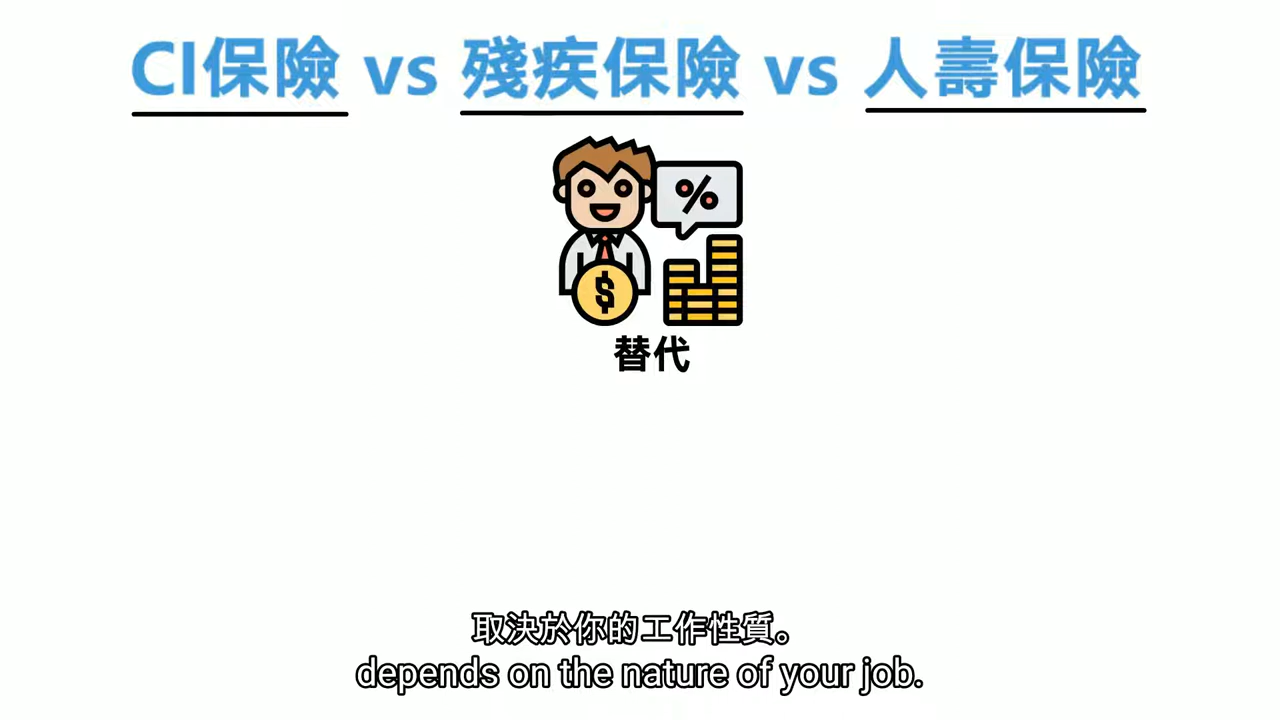 CI保險 vs 殘疾保險 vs 人壽保險
%
$
替代
取決於你的工作性質。
depends on the nature of your job.